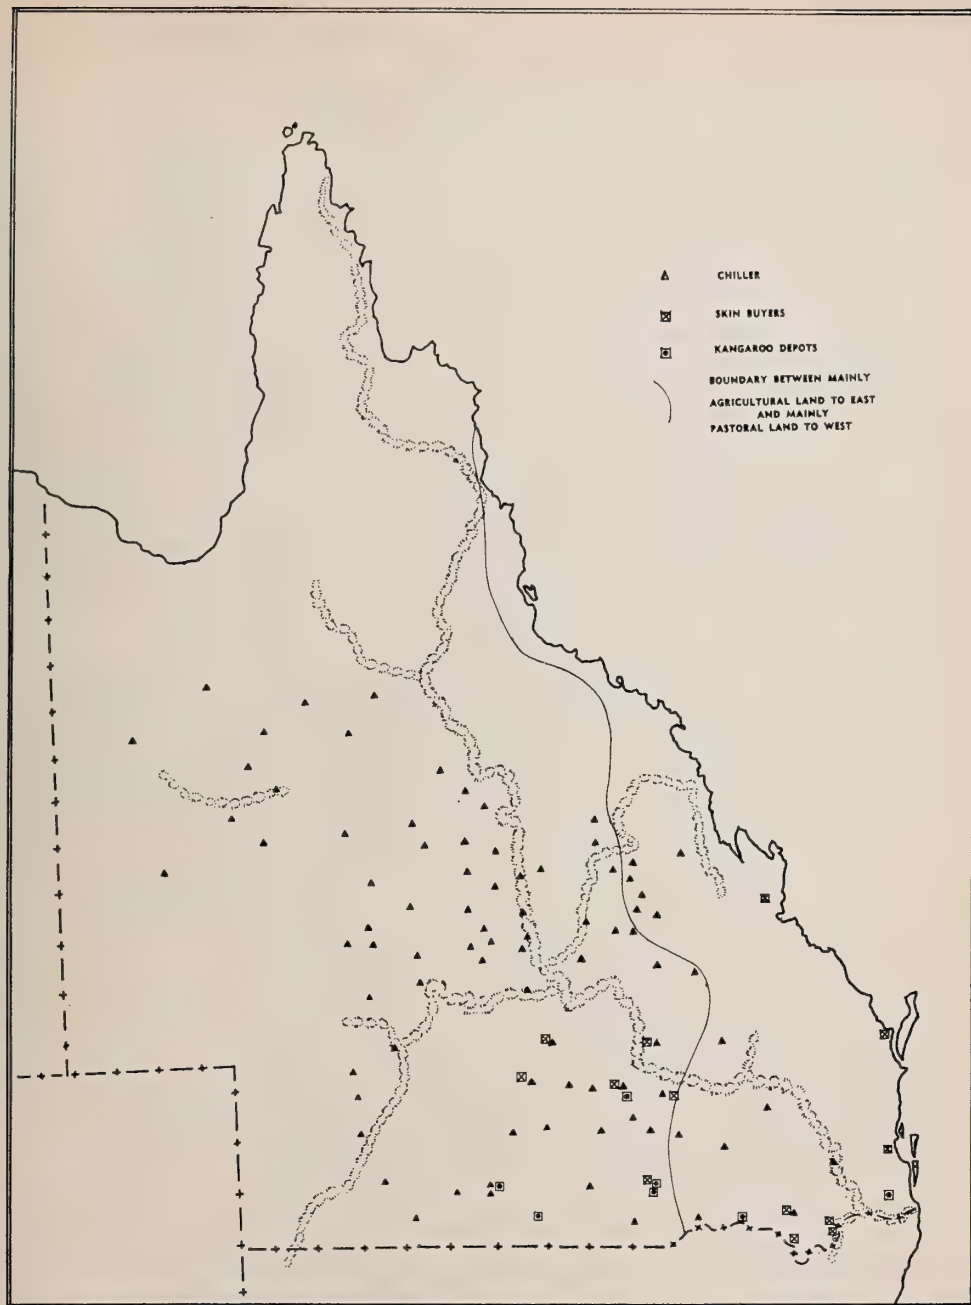 CHILLER
SKIN BUYERS
KANGAROO DEPOTS
BOUNDARY BETWEEN MAINLY
AGRICULTURAL LAND TO EAST
AND MAINLY
PASTORAL LAND TO WEST